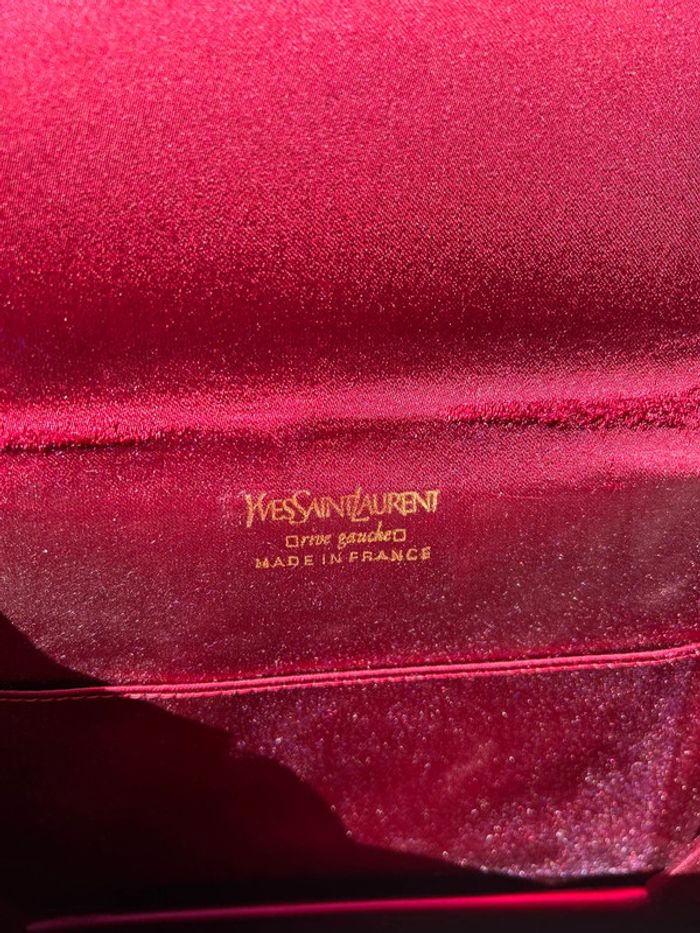 YVESSAINTLAURENT
rive gauche
MADE IN FRANCE